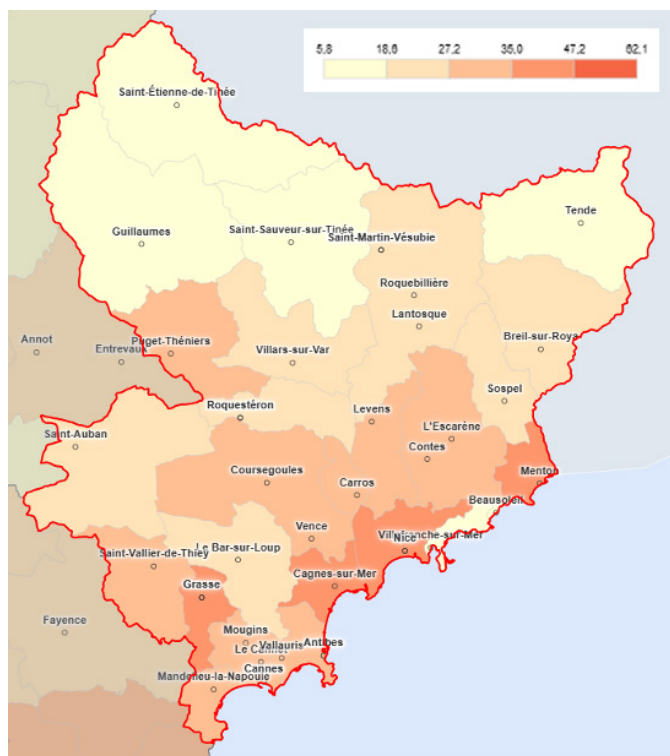 5,8 18,6 27,2 35,0 47,2 62,1
Saint-Étienne-de-Tinée
Tende
Guillaumes
Saint-Sauveur-sur-Tinée
Saint-Martin-Vésubie
Roquebillière
Lantosque
Annot
Entrevaux
Puget-Théniers
Villars-sur-Var
Breil-sur-Roya
Sospel
Roquestéron
Levens
L'Escarène
Saint-Auban
Contes
Coursegoules
Carros
Menton
Beausoleil
Vence
Villefranche-sur-Mer
Nice
Le Bar-sur-Loup
Saint-Vallier-de-Thiey
Cagnes-sur-Mer
Grasse
Fayence
Mougins
Antibes
Le Cannet
Vallauris
Cannes
Mandelieu-la-Napoule